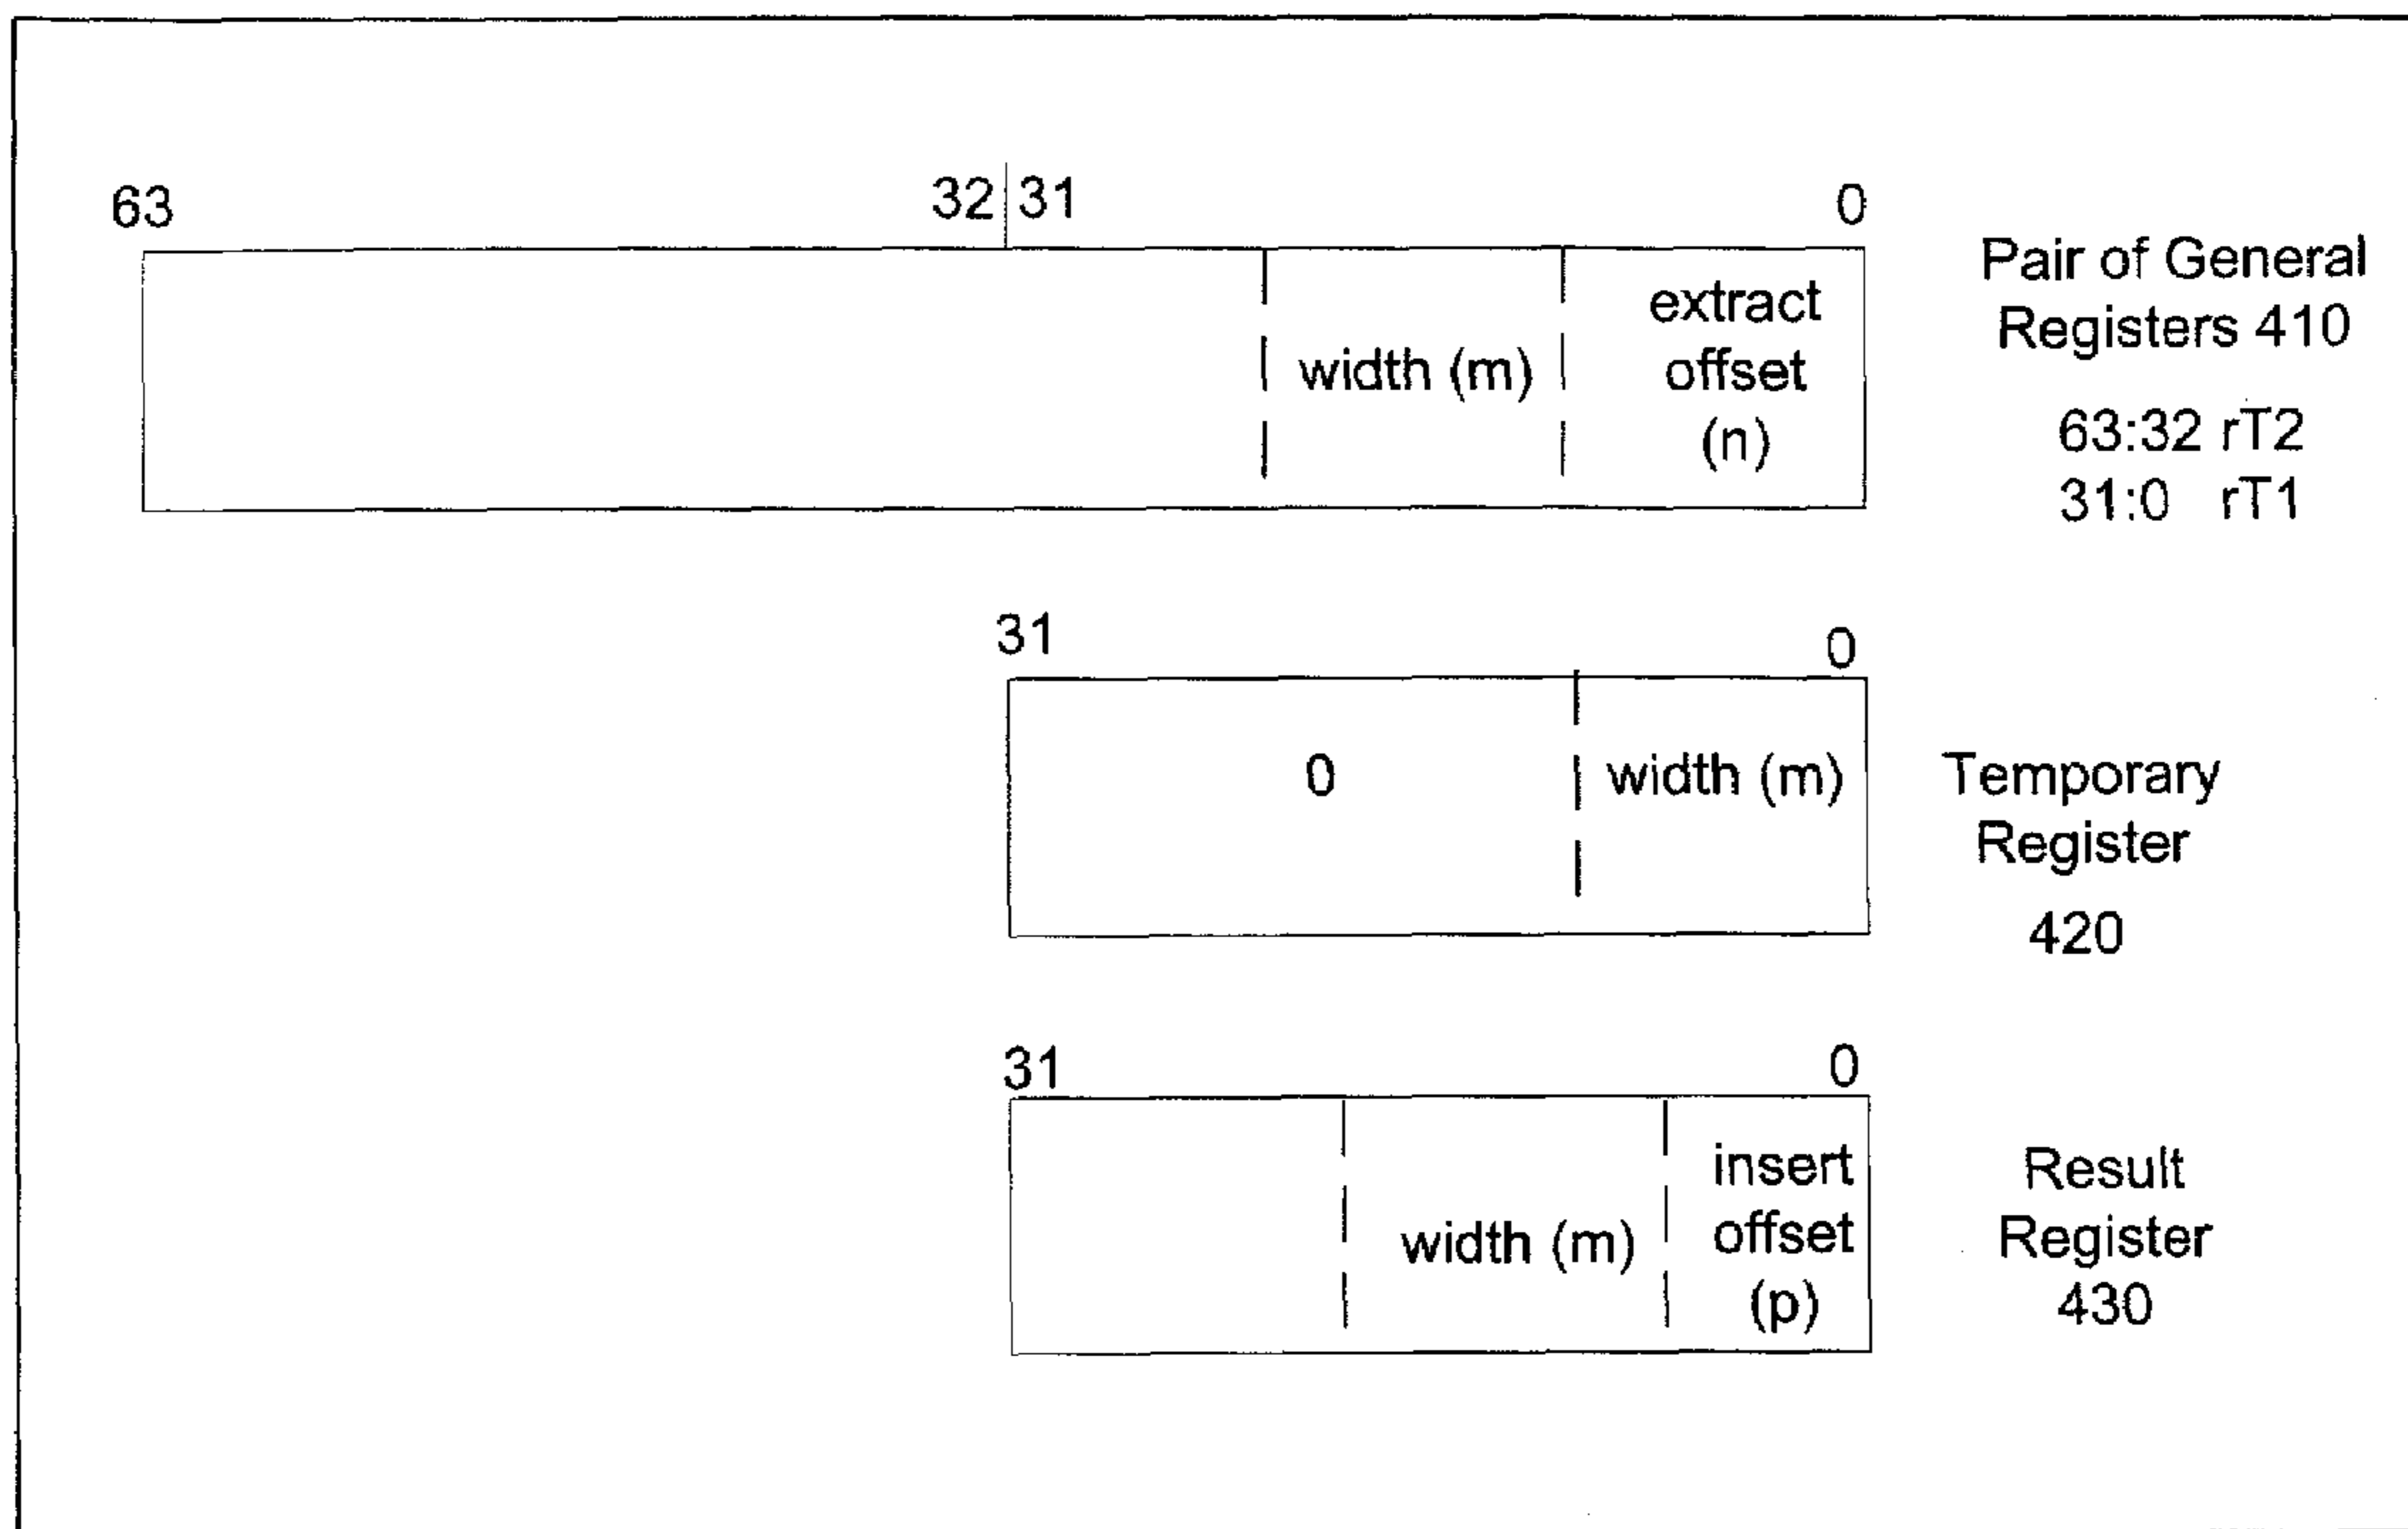 63 32 31 0
extract
offset
(n)
width (m)
Pair of General
Registers 410
63:32 rT2
31:0 rT1
31 0
0 width (m)
Temporary
Register
420
31 0
width (m)
insert
offset
(p)
Result
Register
430